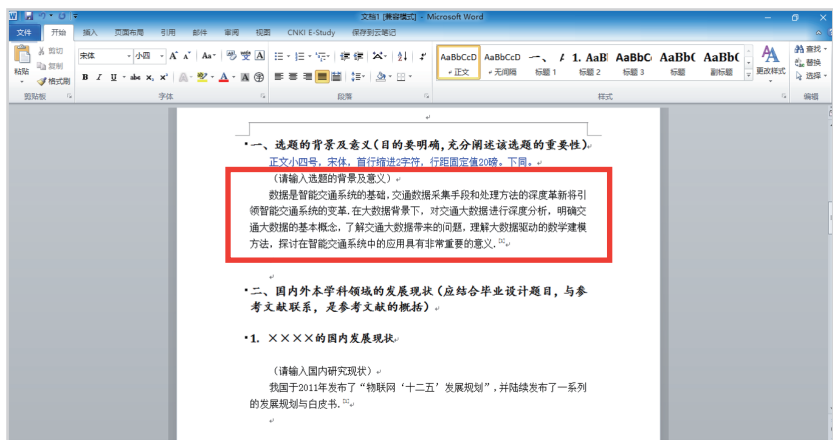 文档1 [兼容模式] - Microsoft Word
文件 开始 插入 页面布局 引用 邮件 审阅 视图 CNKI E-Study 保存到云笔记
粘贴 剪切 复制 格式刷
宋体 小四
B I U abc
AaBbCcD AaBbCcD 一、 1. AaBl AaBbC AaBb( AaBb(
正文 无间隔 标题 1 标题 2 标题 3 标题 副标题
更改样式 查找 替换 选择
剪贴板 字体 段落 样式 编辑
一、选题的背景及意义(目的要明确,充分阐述该选题的重要性)
正文小四号,宋体,首行缩进2字符,行距固定值20磅。下同。
(请输入选题的背景及意义)
数据是智能交通系统的基础,交通数据采集手段和处理方法的深度革新将引
领智能交通系统的变革.在大数据背景下,对交通大数据进行深度分析,明确交
通大数据的基本概念,了解交通大数据带来的问题,理解大数据驱动的数学建模
方法,探讨在智能交通系统中的应用具有非常重要的意义.
二、国内外本学科领域的发展现状(应结合毕业设计题目,与参
考文献联系,是参考文献的概括)
1. ××××的国内发展现状
(请输入国内研究现状)
我国于2011年发布了“物联网‘十二五’发展规划”,并陆续发布了一系列
的发展规划与白皮书.